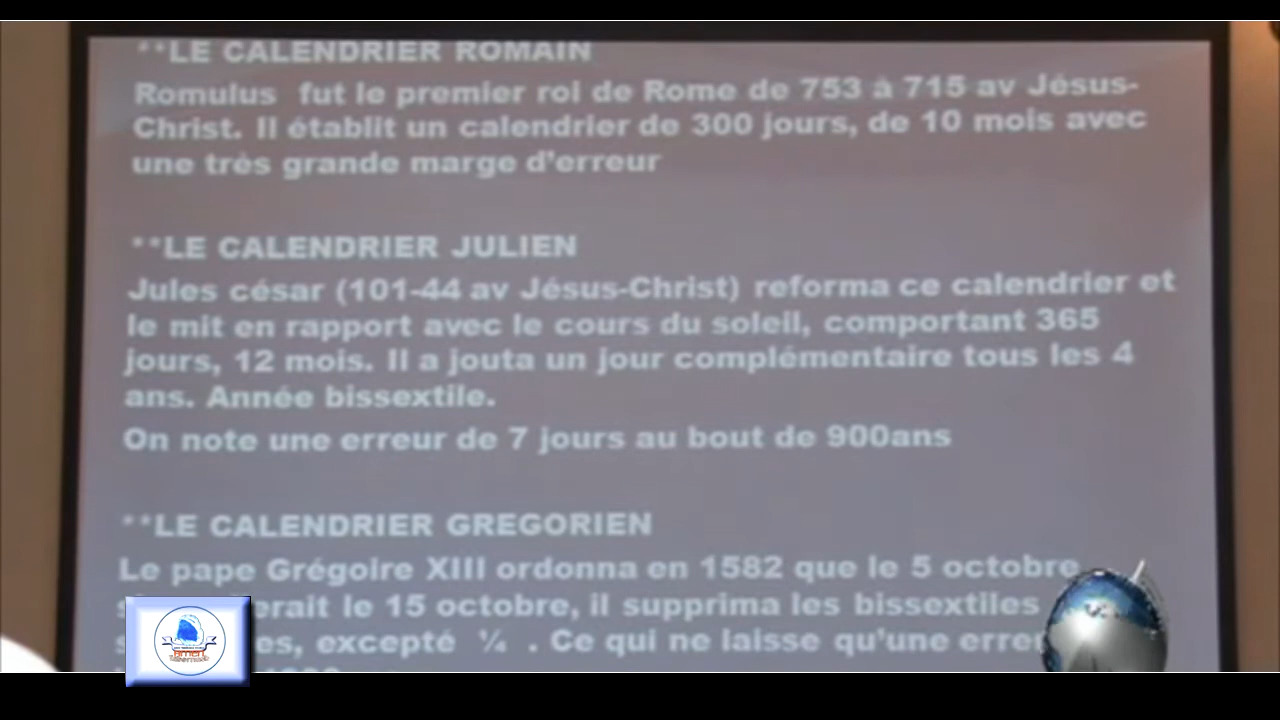 **LE CALENDRIER ROMAIN
Romulus fut le premier roi de Rome de 753 à 715 av Jésus-
Christ. Il établit un calendrier de 300 jours, de 10 mois avec
une très grande marge d'erreur
**LE CALENDRIER JULIEN
Jules césar (101-44 av Jésus-Christ) reforma ce calendrier et
le mit en rapport avec le cours du soleil, comportant 365
jours, 12 mois. Il a jouta un jour complémentaire tous les 4
ans. Année bissextile.
On note une erreur de 7 jours au bout de 900ans
**LE CALENDRIER GREGORIEN
Le pape Grégoire XIII ordonna en 1582 que le 5 octobre
le 15 octobre, il supprima les bissextiles
excepté ¼ . Ce qui ne laisse qu'une